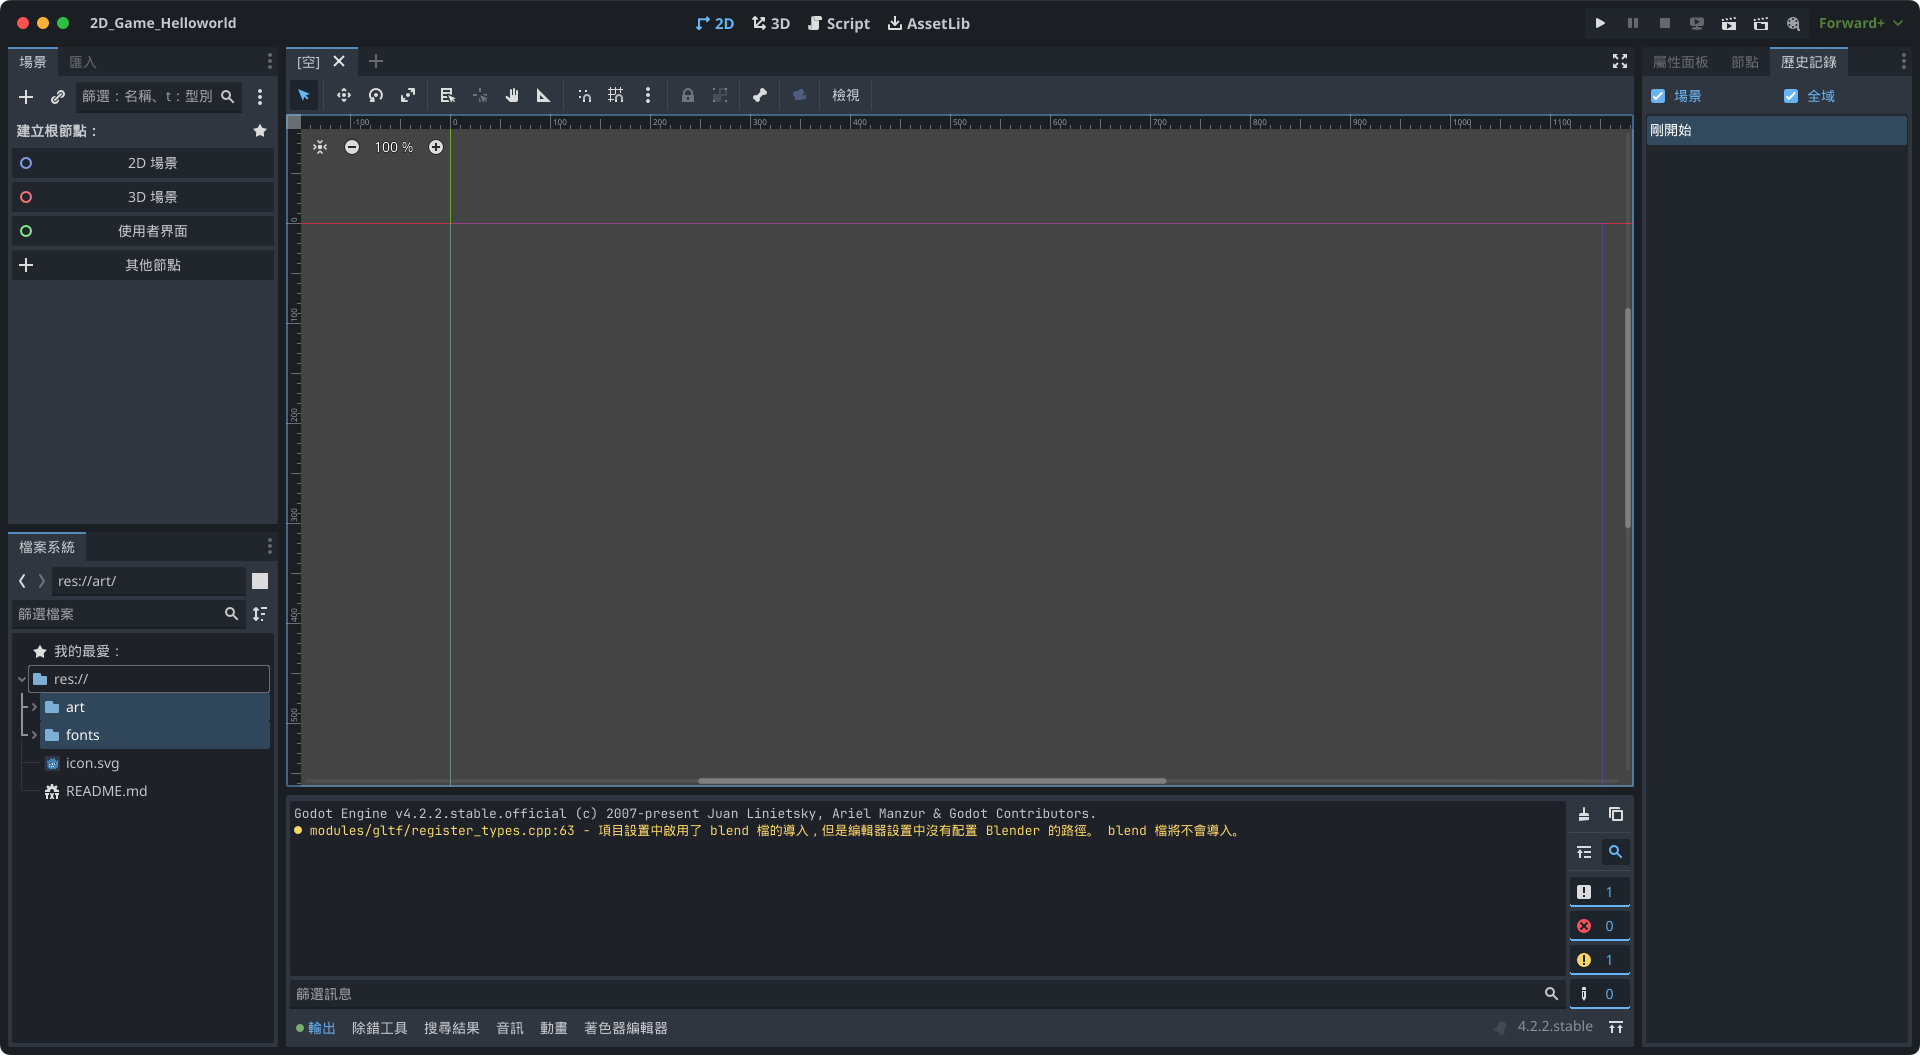 2D_Game_Helloworld
2D 3D Script AssetLib
Forward+
場景 匯入
篩選：名稱、t：型別
建立根節點：
2D 場景
3D 場景
使用者界面
其他節點
檔案系統
res://art/
篩選檔案
我的最愛：
res://
art
fonts
icon.svg
README.md
[空]
檢視
-100 0 100 200 300 400 500 600 700 800 900 1000 1100
100 %
0
100
200
300
400
500
Godot Engine v4.2.2.stable.official (c) 2007-present Juan Linietsky, Ariel Manzur & Godot Contributors.
modules/gltf/register_types.cpp:63 - 項目設置中啟用了 blend 檔的導入，但是編輯器設置中沒有配置 Blender 的路徑。 blend 檔將不會導入。
1
0
1
0
篩選訊息
輸出 除錯工具 搜尋結果 音訊 動畫 著色器編輯器
4.2.2.stable
屬性面板 節點 歷史記錄
場景 全域
剛開始